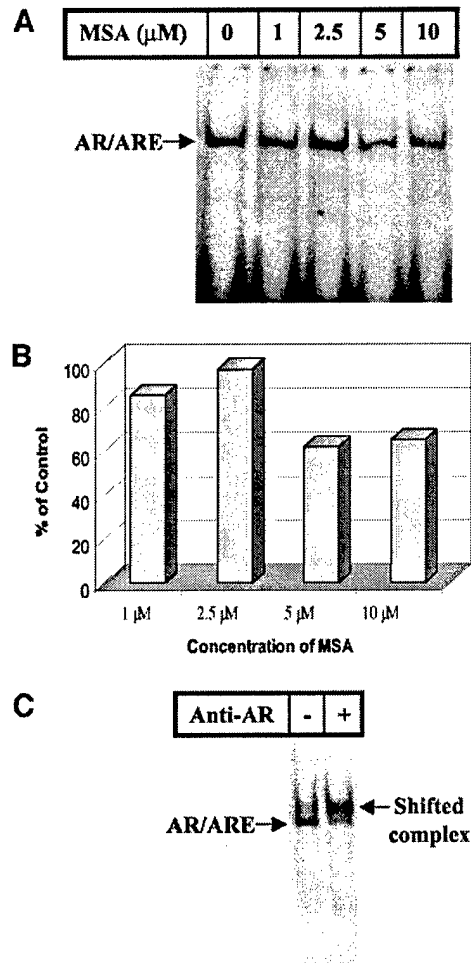 A
MSA (µM) 0 1 2.5 5 10
AR/ARE
B
% of Control
100
80
60
40
20
0
1 µM 2.5 µM 5 µM 10 µM
Concentration of MSA
C
Anti-AR - +
AR/ARE
Shifted
complex